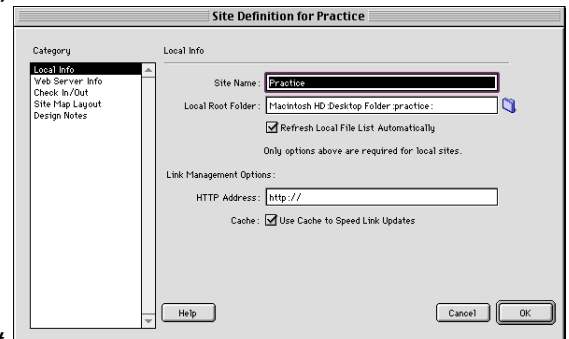 Site Definition for Practice
Category
Local Info
Web Server Info
Check In/Out
Site Map Layout
Design Notes
Local Info
Site Name: Practice
Local Root Folder: Macintosh HD:Desktop Folder:practice:
Refresh Local File List Automatically
Only options above are required for local sites.
Link Management Options:
HTTP Address: http://
Cache: Use Cache to Speed Link Updates
Help
Cancel
OK